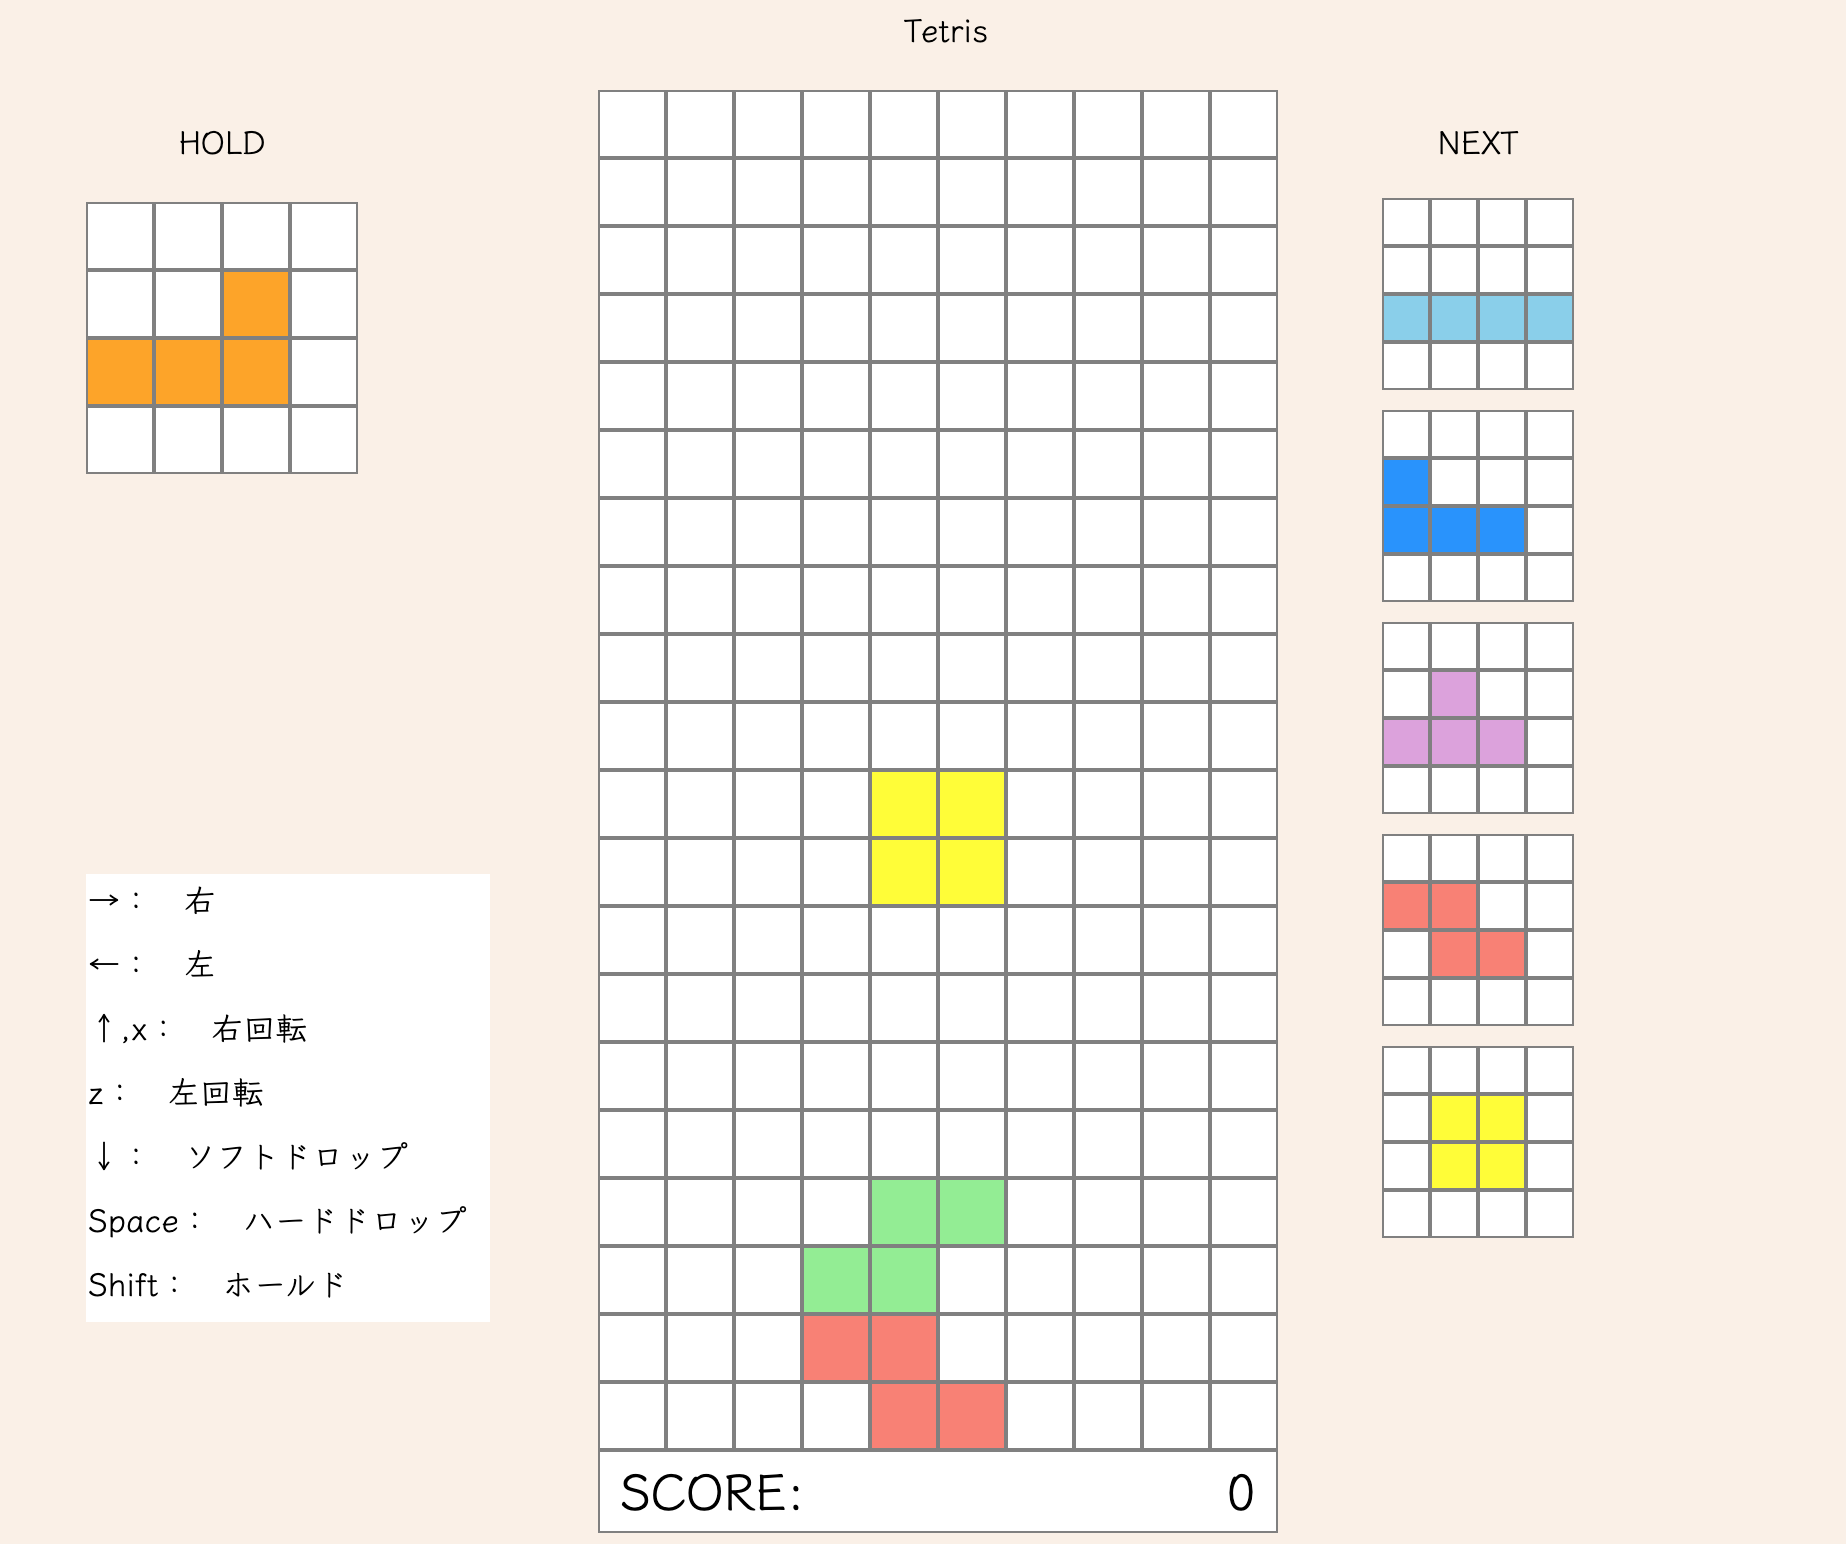 Tetris
HOLD
NEXT
→： 右
←： 左
↑,x： 右回転
z： 左回転
↓： ソフトドロップ
Space： ハードドロップ
Shift： ホールド
SCORE: 0